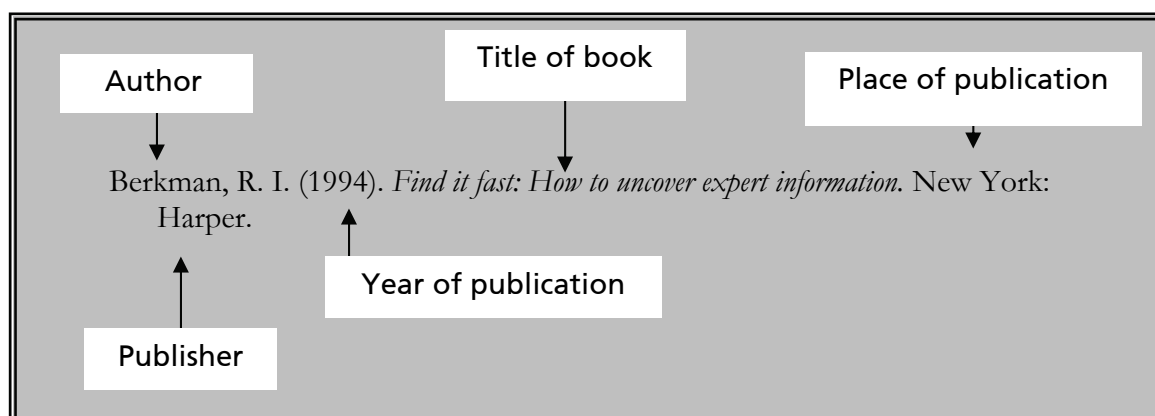 Author
Title of book
Place of publication
Berkman, R. I. (1994). Find it fast: How to uncover expert information. New York:
Harper.
Year of publication
Publisher